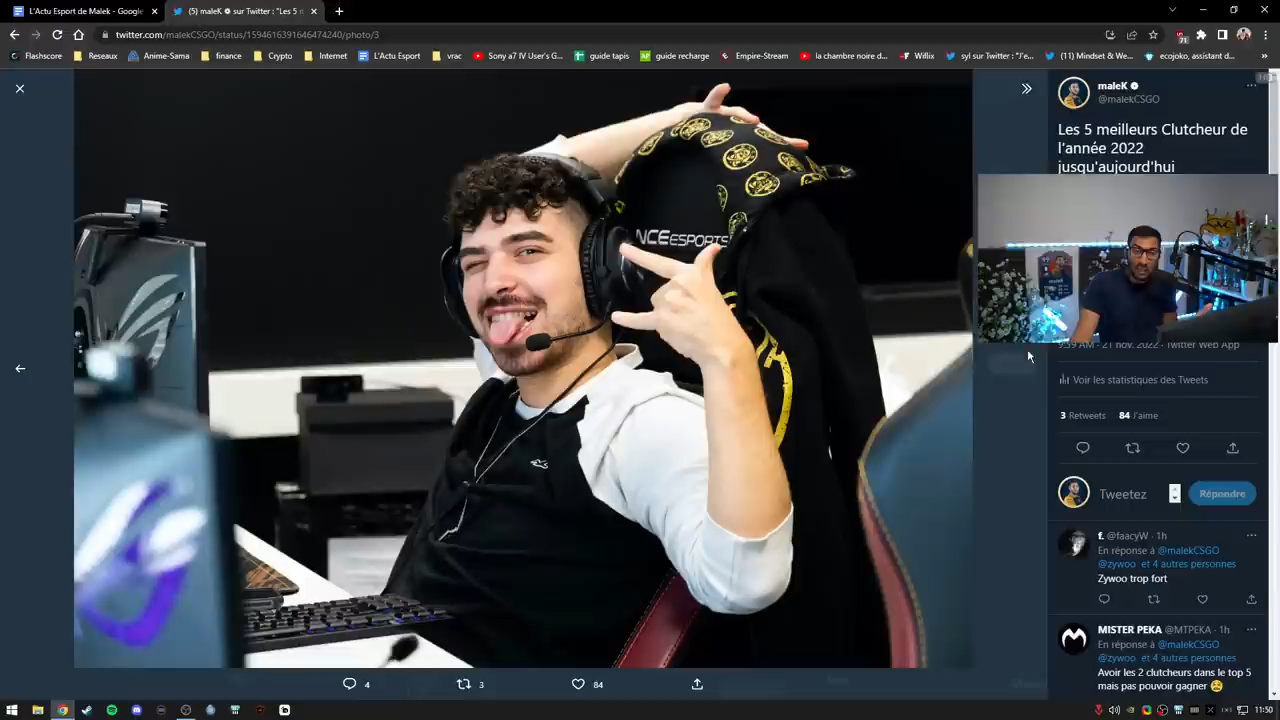 L'Actu Esport de Malek - Google
(5) maleK sur Twitter : "Les 5 n
twitter.com/malekCSGO/status/1594616391646474240/photo/3
Flashscore
Reseaux
Anime-Sama
finance
Crypto
Internet
L'Actu Esport
vrac
Sony a7 IV User's G...
guide tapis
guide recharge
Empire-Stream
la chambre noire d...
Willix
syl sur Twitter : "J'e...
(11) Mindset & We...
ecojoko, assistant d...
maleK
@malekCSGO
Les 5 meilleurs Clutcheur de
l'année 2022
jusqu'aujourd'hui
NCEESPORTS
9:39 AM · 21 nov. 2022 · Twitter Web App
Voir les statistiques des Tweets
3 Retweets 84 J'aime
Tweetez
Répondre
f. @faacyW · 1h
En réponse à @malekCSGO
@zywoo et 4 autres personnes
Zywoo trop fort
MISTER PEKA @MTPEKA · 1h
En réponse à @malekCSGO
@zywoo et 4 autres personnes
Avoir les 2 clutcheurs dans le top 5
mais pas pouvoir gagner 😢
4
3
84
11:50